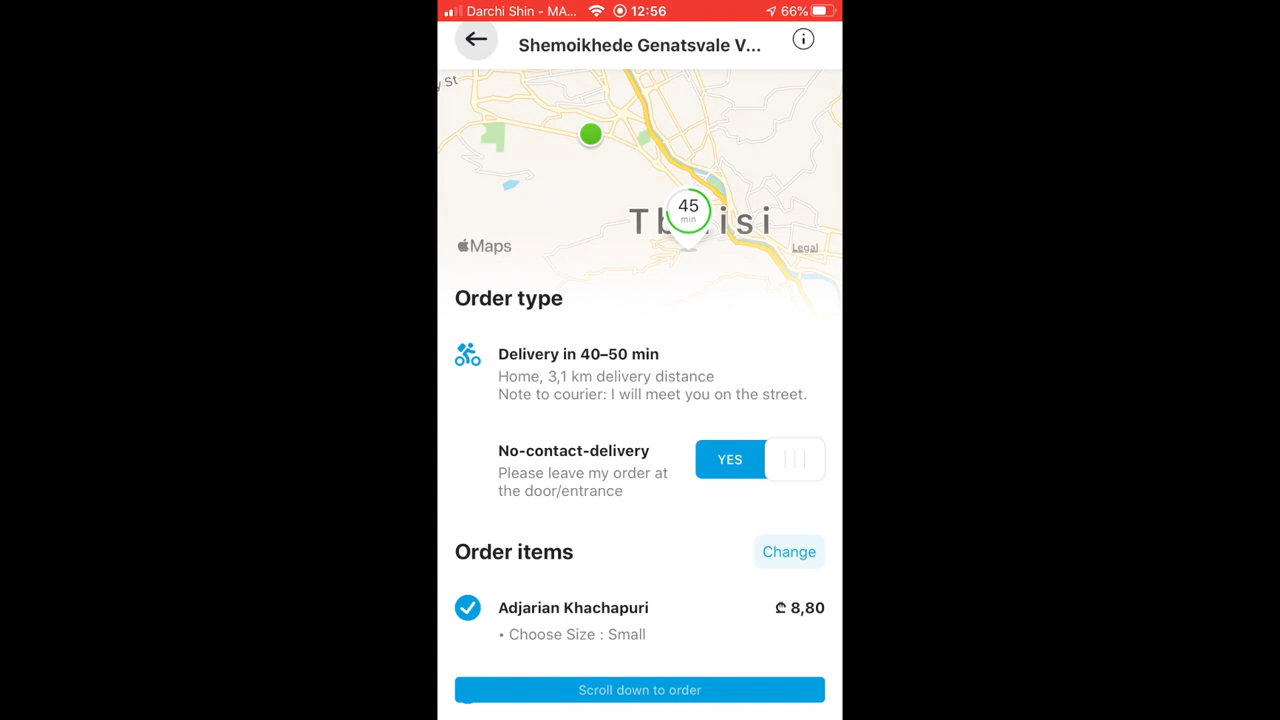 Darchi Shin - MA... 12:56 66%
Shemoikhede Genatsvale V...
y St
45
min
Maps
Legal
Order type
Delivery in 40–50 min
Home, 3,1 km delivery distance
Note to courier: I will meet you on the street.
No-contact-delivery
YES
Please leave my order at
the door/entrance
Order items
Change
Adjarian Khachapuri
₾ 8,80
• Choose Size : Small
Scroll down to order